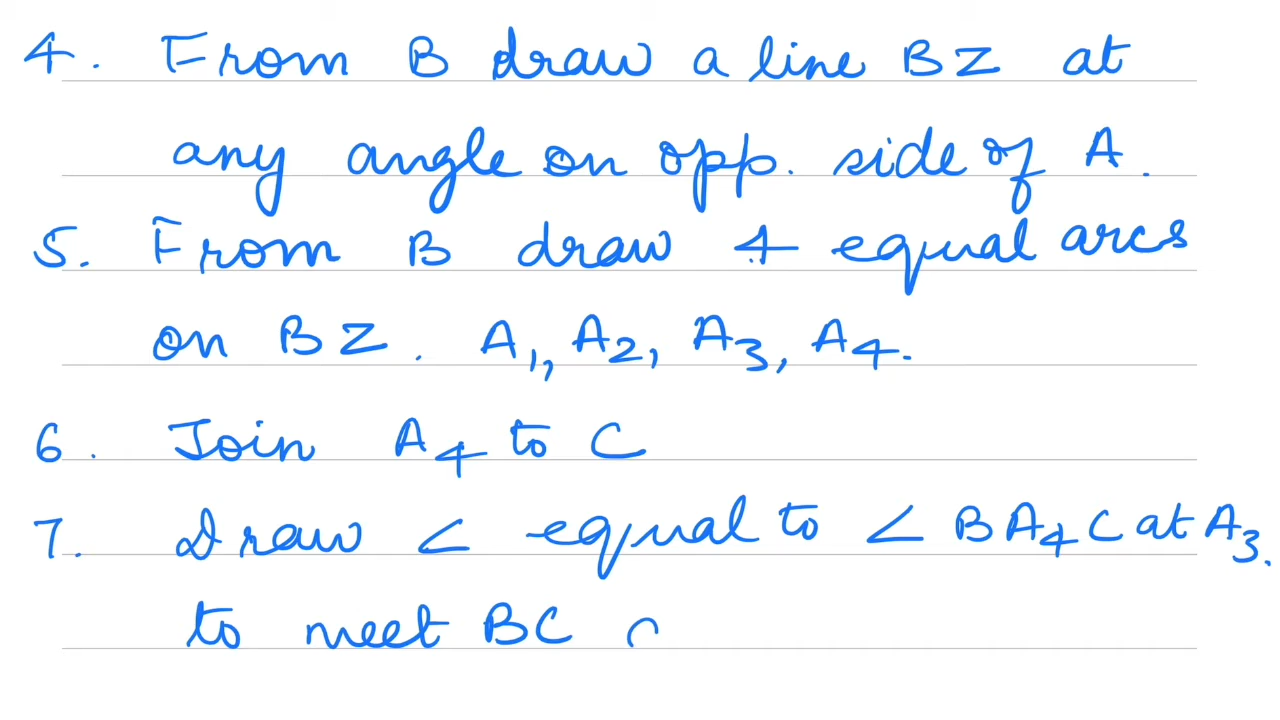 4. From B draw a line BZ at
any angle on opp. side of A.
5. From B draw 4 equal arcs
on BZ. A₁, A₂, A₃, A₄.
6. Join A₄ to C
7. Draw ∠ equal to ∠ BA₄C at A₃.
to meet BC